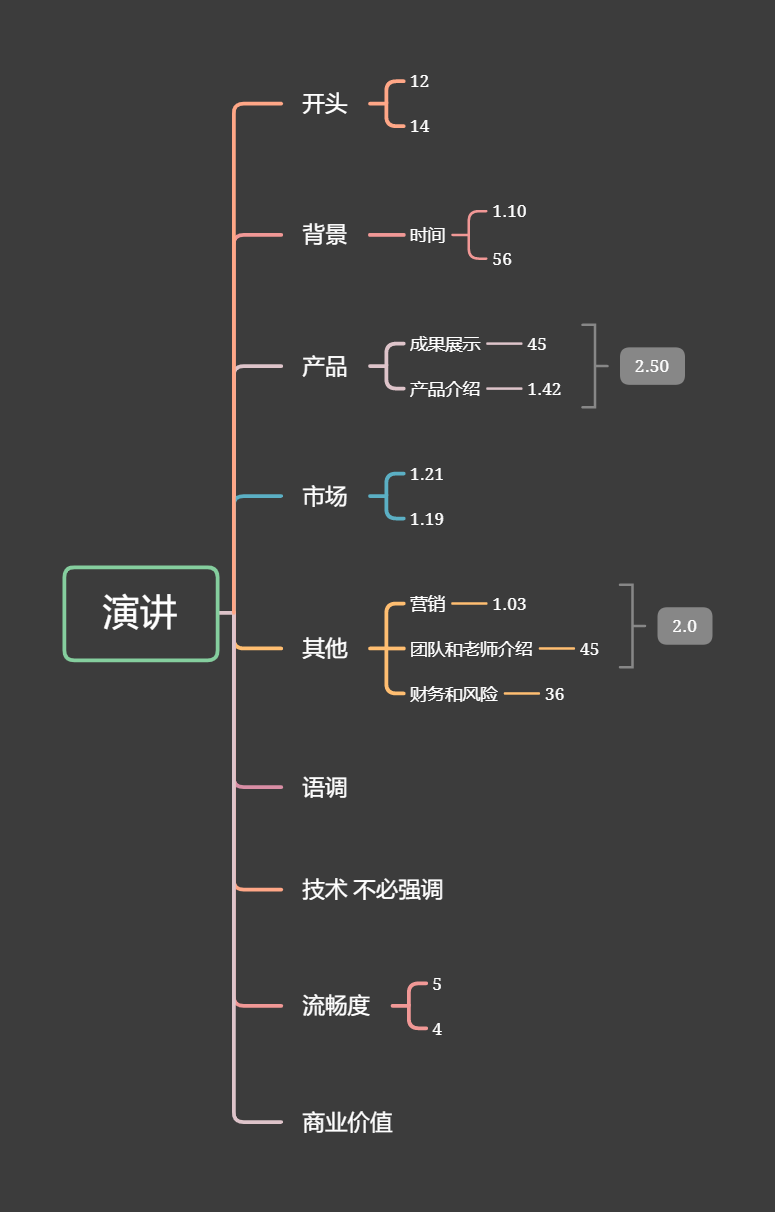 演讲
开头
12
14
背景
时间
1.10
56
产品
成果展示
45
产品介绍
1.42
2.50
市场
1.21
1.19
其他
营销
1.03
团队和老师介绍
45
财务和风险
36
2.0
语调
技术 不必强调
流畅度
5
4
商业价值